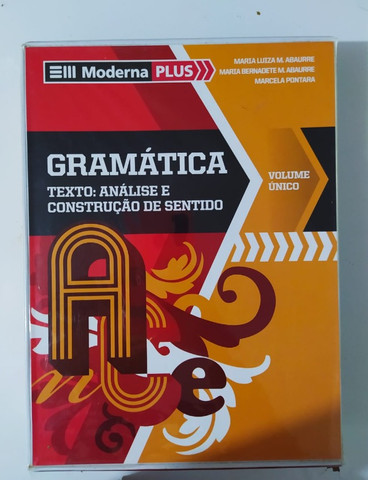 Moderna PLUS
MARIA LUIZA M. ABAURRE
MARIA BERNADETE M. ABAURRE
MARCELA PONTARA
GRAMÁTICA
TEXTO: ANÁLISE E
CONSTRUÇÃO DE SENTIDO
VOLUME
ÚNICO